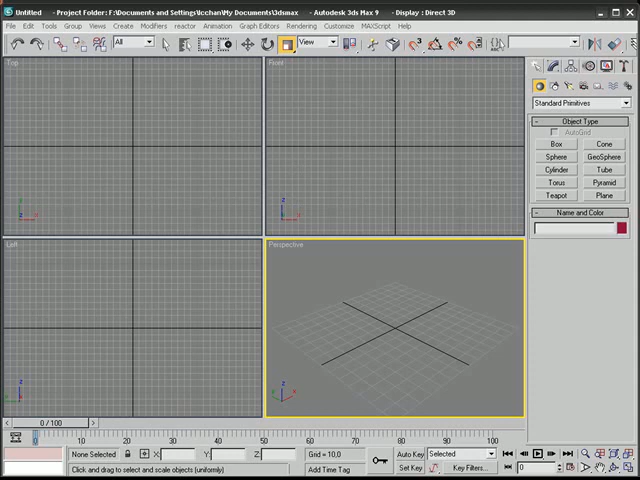 Untitled - Project Folder: F:\Documents and Settings\lcchan\My Documents\3dsmax - Autodesk 3ds Max 9 - Display : Direct 3D
File Edit Tools Group Views Create Modifiers reactor Animation Graph Editors Rendering Customize MAXScript Help
All View
Top Front
Standard Primitives
Object Type
AutoGrid
Box Cone
Sphere GeoSphere
Cylinder Tube
Torus Pyramid
Teapot Plane
Name and Color
z x z x
Left Perspective
z z
0 / 100
0 10 20 30 40 50 60 70 80 90 100
None Selected X: Y: Z: Grid = 10,0 Auto Key Selected
Click and drag to select and scale objects (uniformly) Add Time Tag Set Key Key Filters... 0